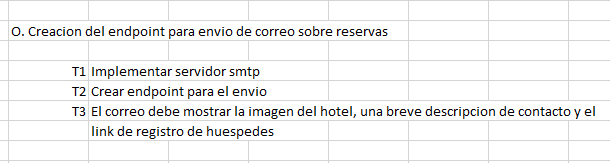 O. Creacion del endpoint para envio de correo sobre reservas
T1 Implementar servidor smtp
T2 Crear endpoint para el envio
T3 El correo debe mostrar la imagen del hotel, una breve descripcion de contacto y el
link de registro de huespedes